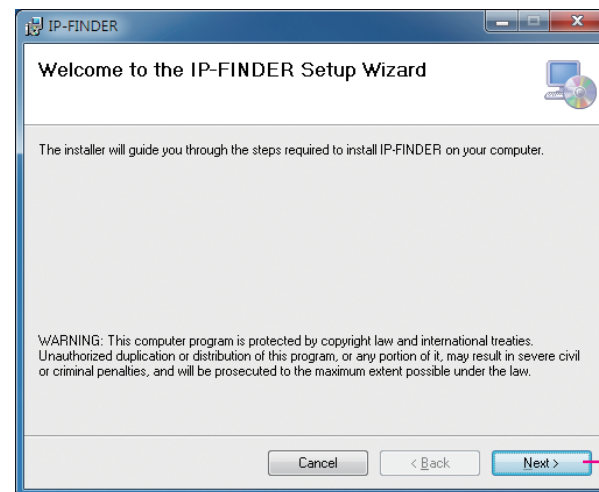 IP-FINDER
Welcome to the IP-FINDER Setup Wizard
The installer will guide you through the steps required to install IP-FINDER on your computer.
WARNING: This computer program is protected by copyright law and international treaties.
Unauthorized duplication or distribution of this program, or any portion of it, may result in severe civil
or criminal penalties, and will be prosecuted to the maximum extent possible under the law.
Cancel
< Back
Next >